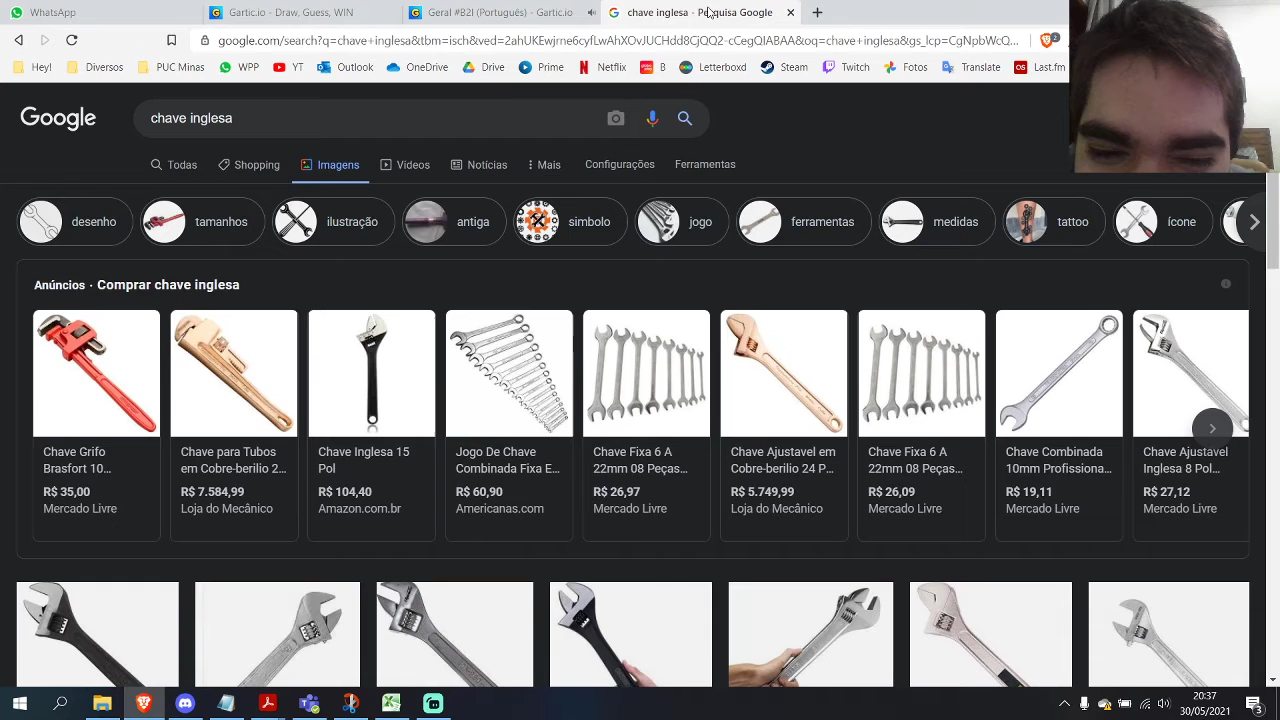 WhatsApp
Gartic.io - Draw, Guess, WIN
Geral #B2I (Português) - Gartic.io
chave inglesa - Pesquisa Google
google.com/search?q=chave+inglesa&tbm=isch&ved=2ahUKEwjrne6cyfLwAhXOvJUCHdd8CjQQ2-cCegQIABAA&oq=chave+inglesa&gs_lcp=CgNpbWcQ...
2
Hey!
Diversos
PUC Minas
WPP
YT
Outlook
OneDrive
Drive
Prime
Netflix
B
Letterboxd
Steam
Twitch
Fotos
Translate
Last.fm
Google
chave inglesa
Todas
Shopping
Imagens
Vídeos
Notícias
Mais
Configurações
Ferramentas
desenho
tamanhos
ilustração
antiga
simbolo
jogo
ferramentas
medidas
tattoo
ícone
Anúncios · Comprar chave inglesa
Chave Grifo
Brasfort 10...
R$ 35,00
Mercado Livre
Chave para Tubos
em Cobre-berilio 2...
R$ 7.584,99
Loja do Mecânico
Chave Inglesa 15
Pol
R$ 104,40
Amazon.com.br
Jogo De Chave
Combinada Fixa E...
R$ 60,90
Americanas.com
Chave Fixa 6 A
22mm 08 Peças...
R$ 26,97
Mercado Livre
Chave Ajustavel em
Cobre-berilio 24 P...
R$ 5.749,99
Loja do Mecânico
Chave Fixa 6 A
22mm 08 Peças...
R$ 26,09
Mercado Livre
Chave Combinada
10mm Profissiona...
R$ 19,11
Mercado Livre
Chave Ajustavel
Inglesa 8 Pol...
R$ 27,12
Mercado Livre
20:37
30/05/2021
3